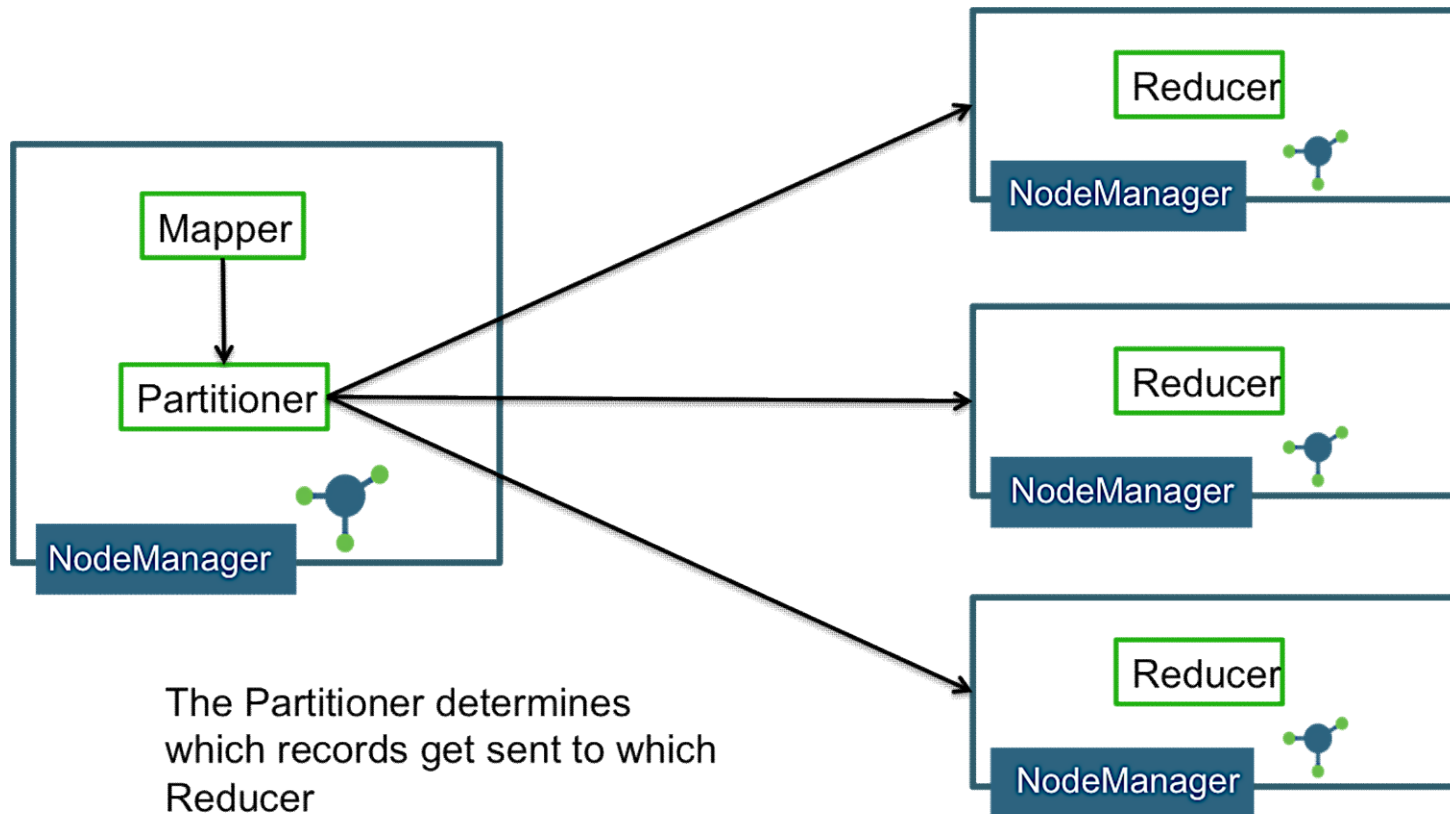 Mapper
Partitioner
NodeManager
The Partitioner determines
which records get sent to which
Reducer
Reducer
NodeManager
Reducer
NodeManager
Reducer
NodeManager